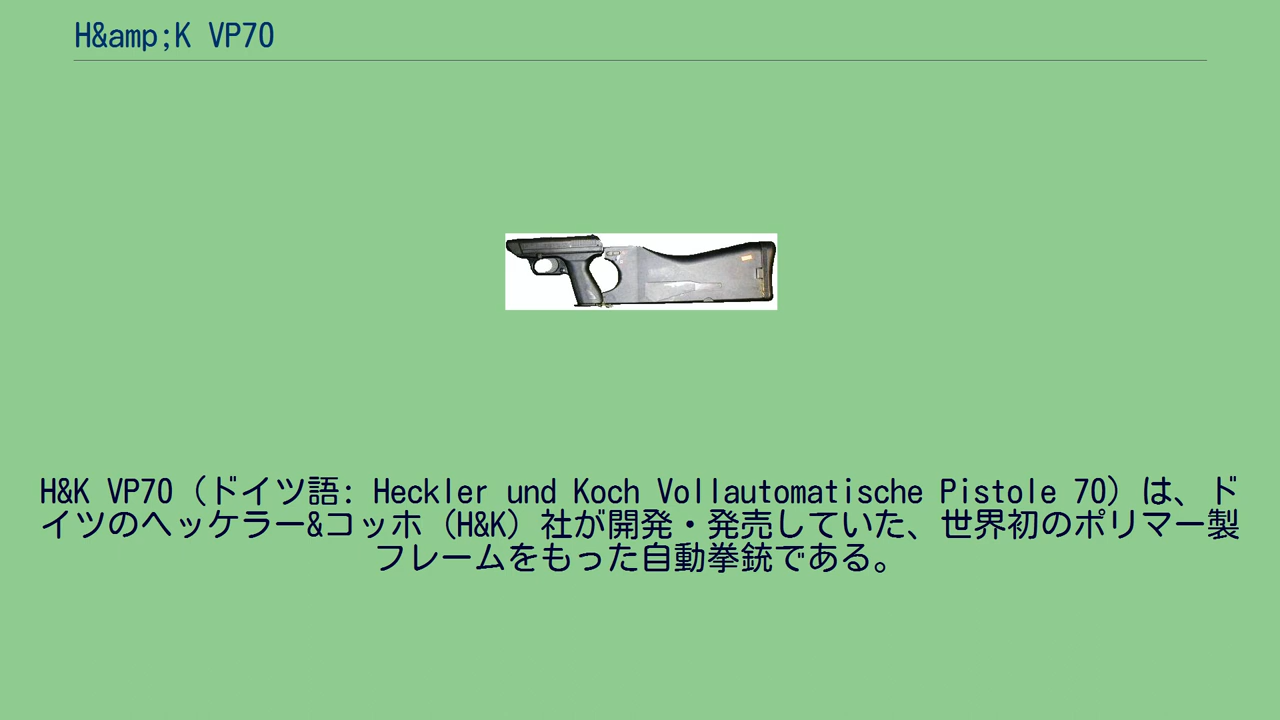 H&amp;K VP70
H&K VP70（ドイツ語: Heckler und Koch Vollautomatische Pistole 70）は、ド
イツのヘッケラー&コッホ（H&K）社が開発・発売していた、世界初のポリマー製
フレームをもった自動拳銃である。